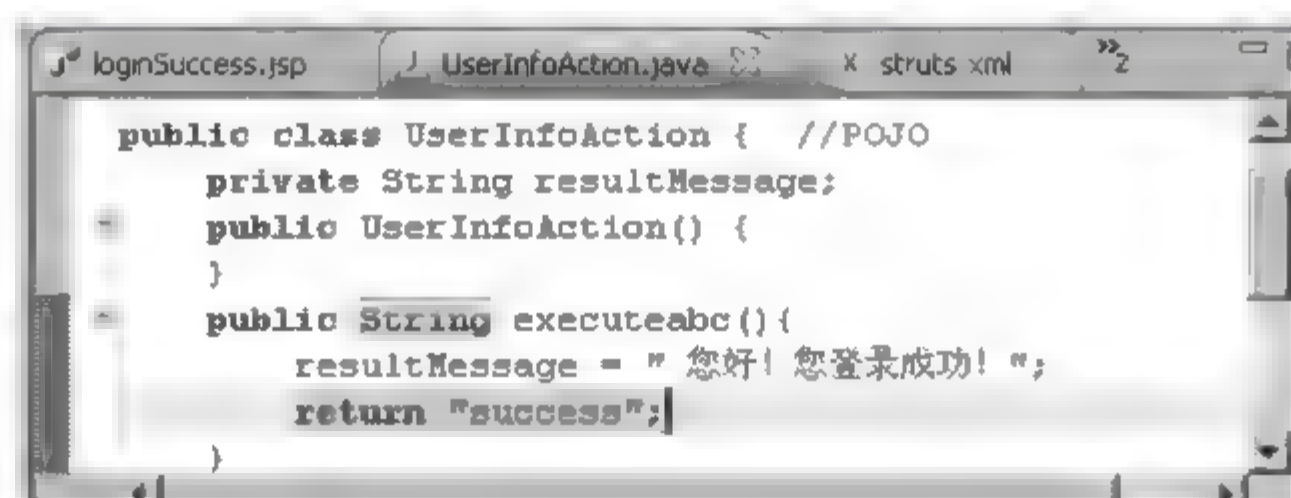 loginSuccess.jsp UserInfoAction.java struts xml »2
public class UserInfoAction { //POJO
private String resultMessage;
public UserInfoAction() {
}
public String executeabc(){
resultMessage = " 您好! 您登录成功! ";
return "success";
}